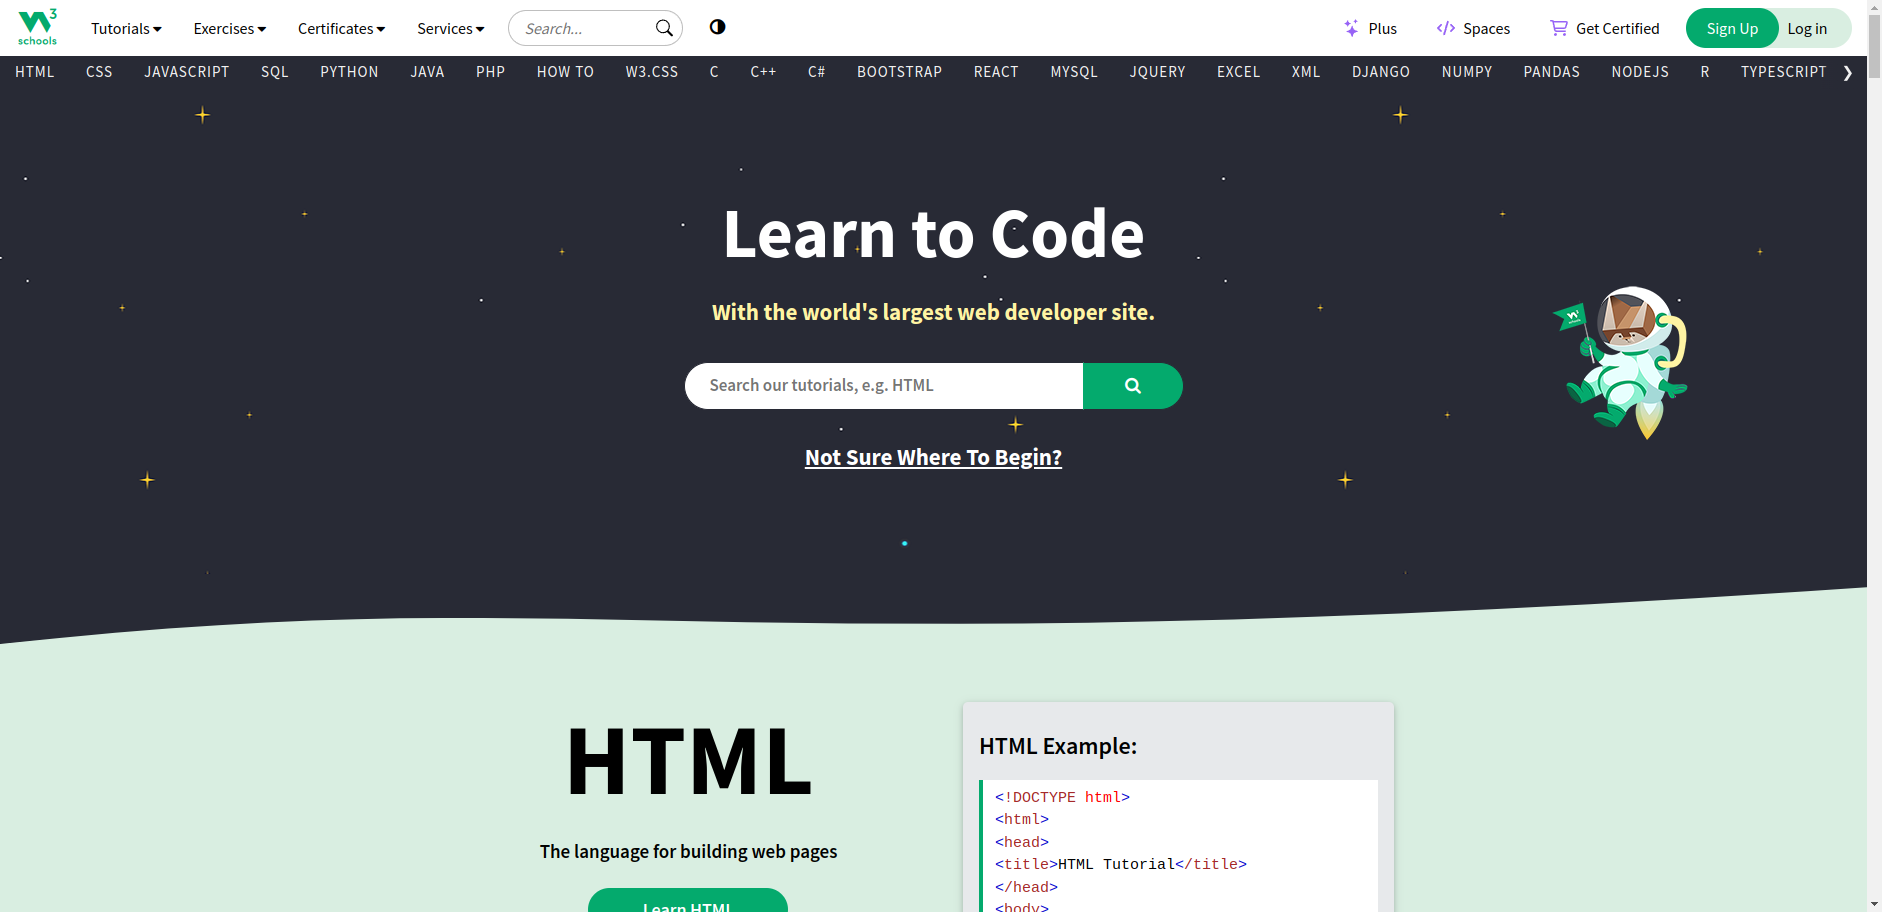 W3 schools Tutorials Exercises Certificates Services Search... Plus Spaces Get Certified Sign Up Log in
HTML CSS JAVASCRIPT SQL PYTHON JAVA PHP HOW TO W3.CSS C C++ C# BOOTSTRAP REACT MYSQL JQUERY EXCEL XML DJANGO NUMPY PANDAS NODEJS R TYPESCRIPT ❯
Learn to Code
With the world's largest web developer site.
Search our tutorials, e.g. HTML
Not Sure Where To Begin?
HTML
The language for building web pages
Learn HTML
HTML Example:
<!DOCTYPE html>
<html>
<head>
<title>HTML Tutorial</title>
</head>
<body>